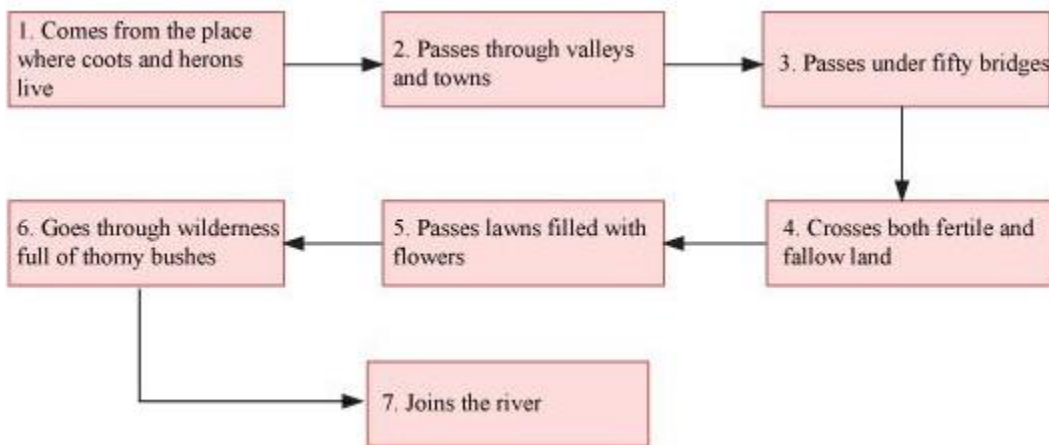 1. Comes from the place
where coots and herons
live
2. Passes through valleys
and towns
3. Passes under fifty bridges
4. Crosses both fertile and
fallow land
5. Passes lawns filled with
flowers
6. Goes through wilderness
full of thorny bushes
7. Joins the river